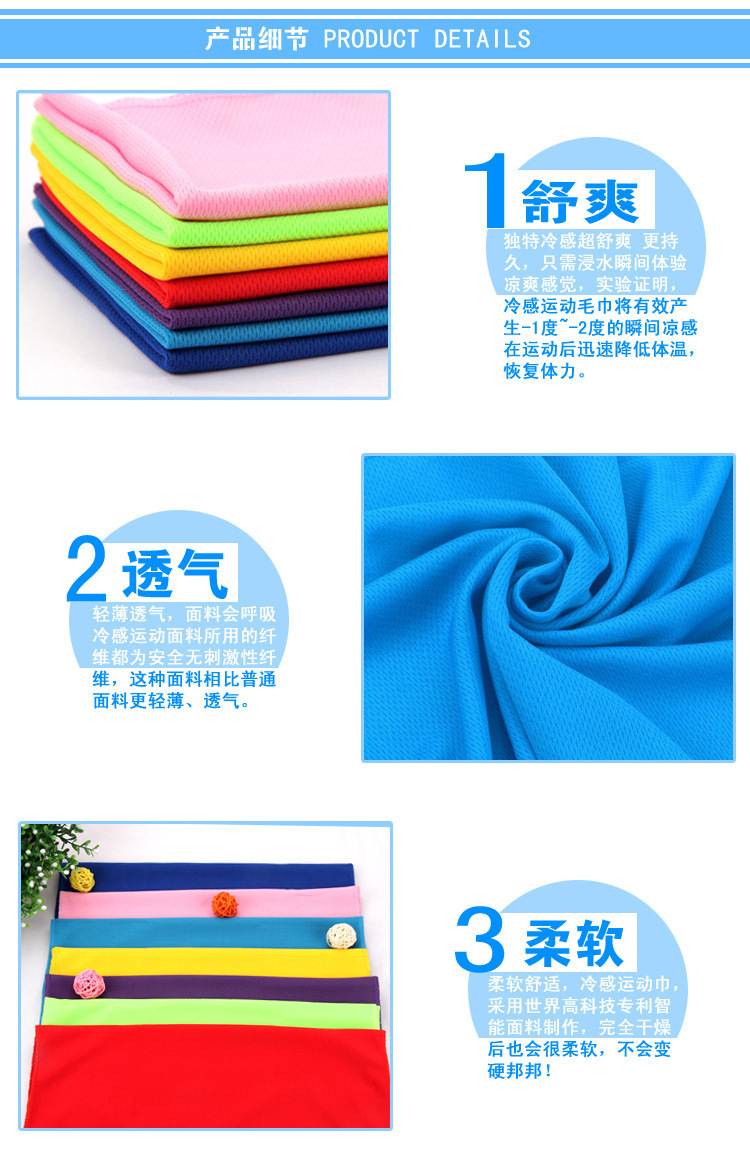 产品细节 PRODUCT DETAILS
1 舒爽
独特冷感超舒爽 更持
久，只需浸水瞬间体验
凉爽感觉，实验证明，
冷感运动毛巾将有效产
生-1度~-2度的瞬间凉感
在运动后迅速降低体温，
恢复体力。
2 透气
轻薄透气，面料会呼吸
冷感运动面料所用的纤
维都为安全无刺激性纤
维，这种面料相比普通
面料更轻薄、透气。
3 柔软
柔软舒适，冷感运动巾，
采用世界高科技专利智
能面料制作，完全干燥
后也会很柔软，不会变
硬邦邦！